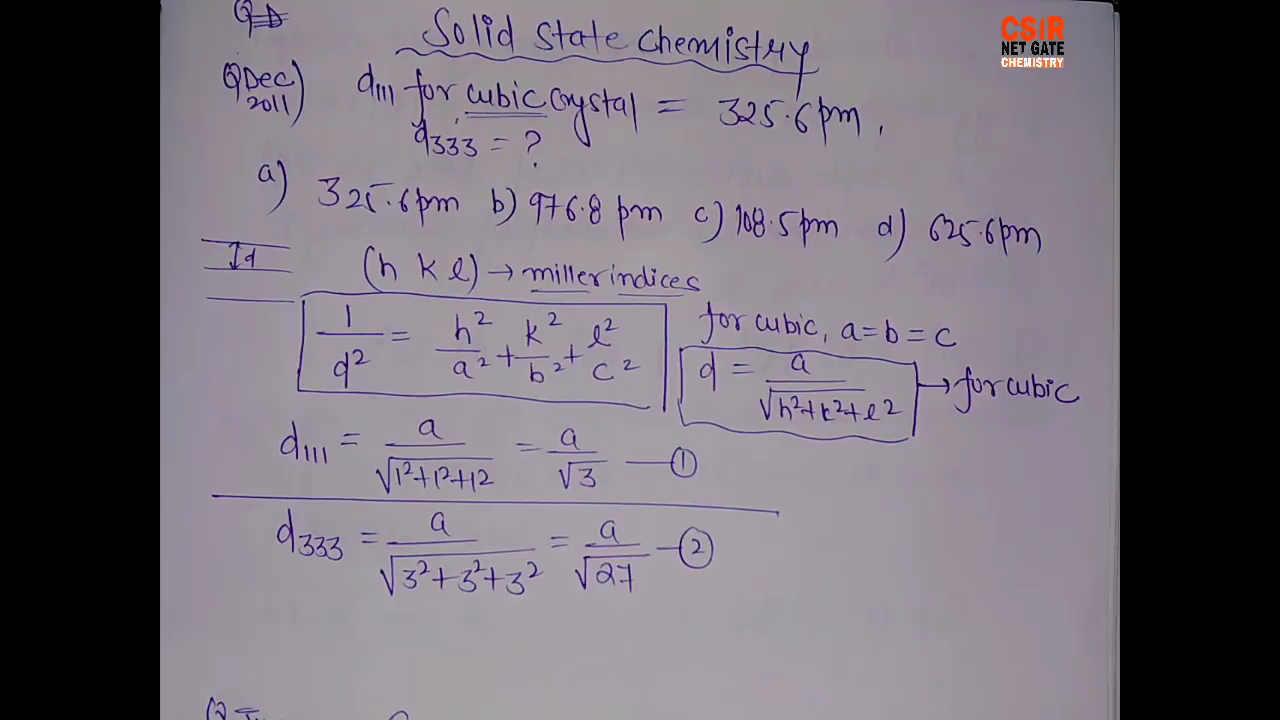 Solid State Chemistry
CSIR
NET GATE
CHEMISTRY
Q Dec 2011) d₁₁₁ for cubic crystal = 325.6 pm,
d₃₃₃ = ?
a) 325.6 pm b) 976.8 pm c) 108.5 pm d) 625.6 pm
(h k l) → miller indices
1/d² = h²/a² + k²/b² + l²/c²
for cubic, a = b = c
d = a/√h²+k²+l² → for cubic
d₁₁₁ = a/√1²+1²+12 = a/√3 — ①
d₃₃₃ = a/√3²+3²+3² = a/√27 — ②